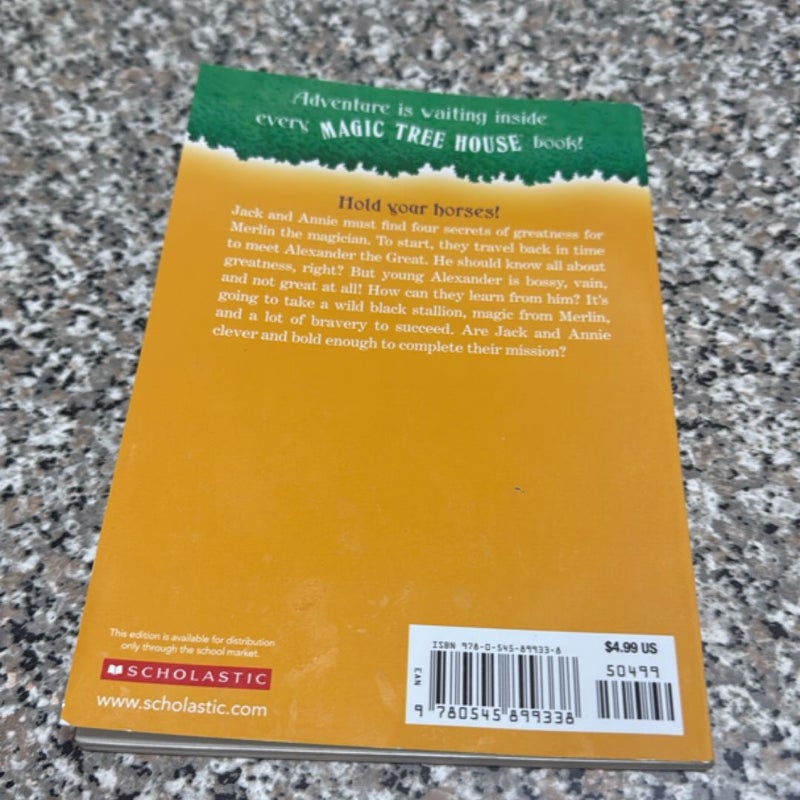 Adventure is waiting inside
every MAGIC TREE HOUSE book!
Hold your horses!
Jack and Annie must find four secrets of greatness for
Merlin the magician. To start, they travel back in time
to meet Alexander the Great. He should know all about
greatness, right? But young Alexander is bossy, vain,
and not great at all! How can they learn from him? It's
going to take a wild black stallion, magic from Merlin,
and a lot of bravery to succeed. Are Jack and Annie
clever and bold enough to complete their mission?
This edition is available for distribution
only through the school market.
SCHOLASTIC
www.scholastic.com
ISBN 978-0-545-89933-8
$4.99 US
50499
EAN
9 780545 899338